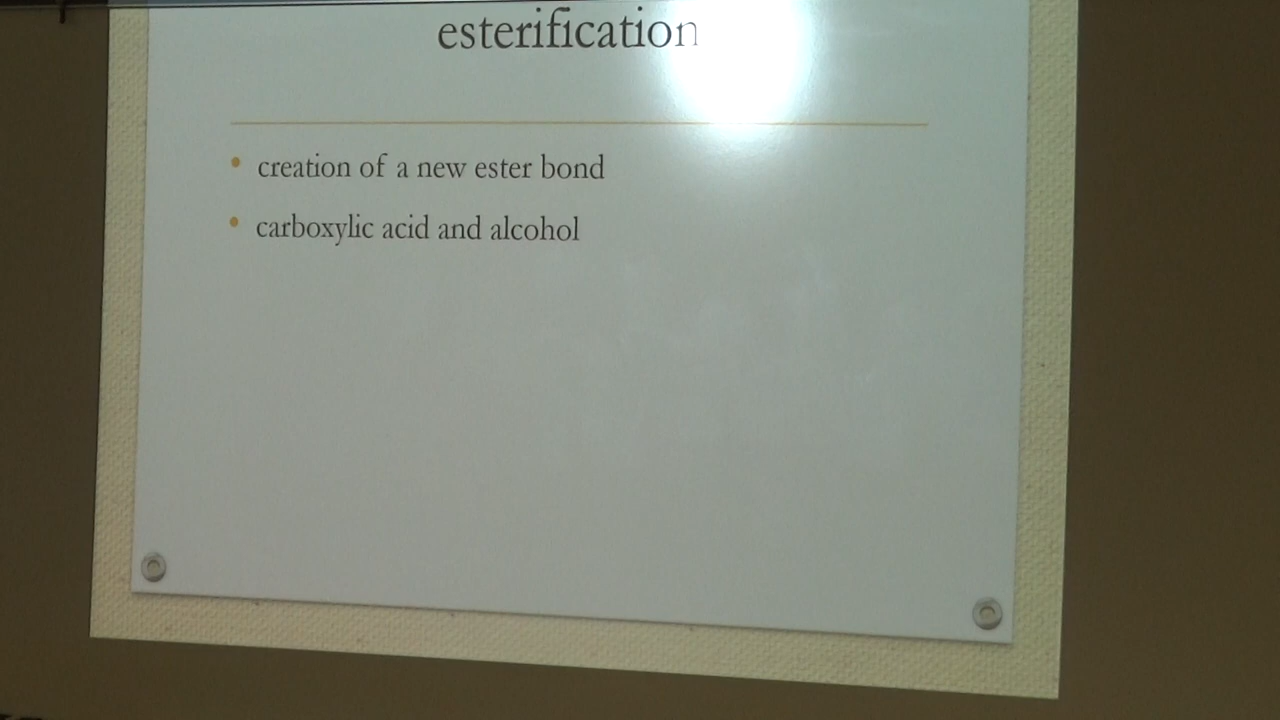 esterification
• creation of a new ester bond
• carboxylic acid and alcohol